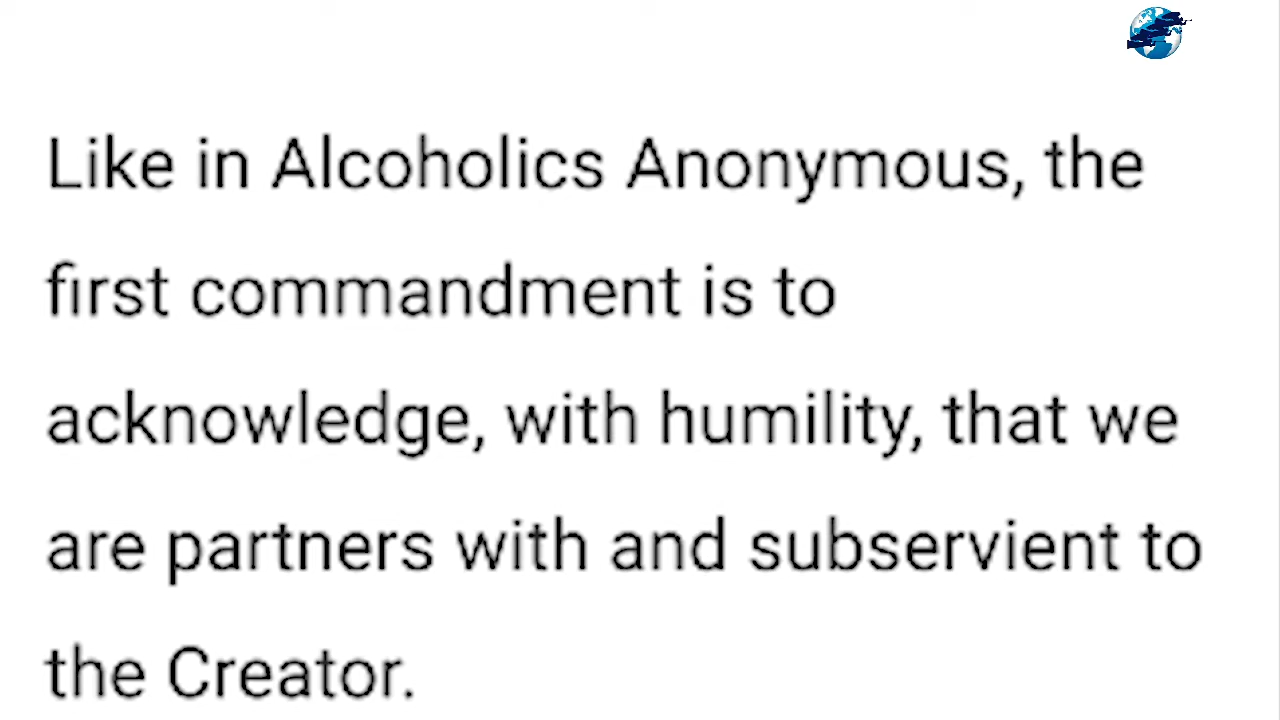 Like in Alcoholics Anonymous, the
first commandment is to
acknowledge, with humility, that we
are partners with and subservient to
the Creator.